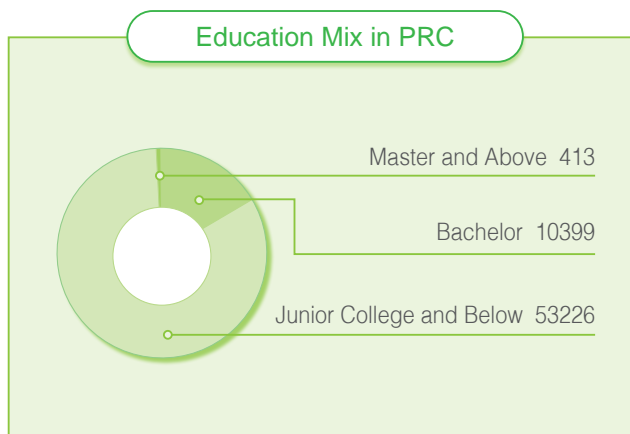 Education Mix in PRC
Master and Above 413
Bachelor 10399
Junior College and Below 53226